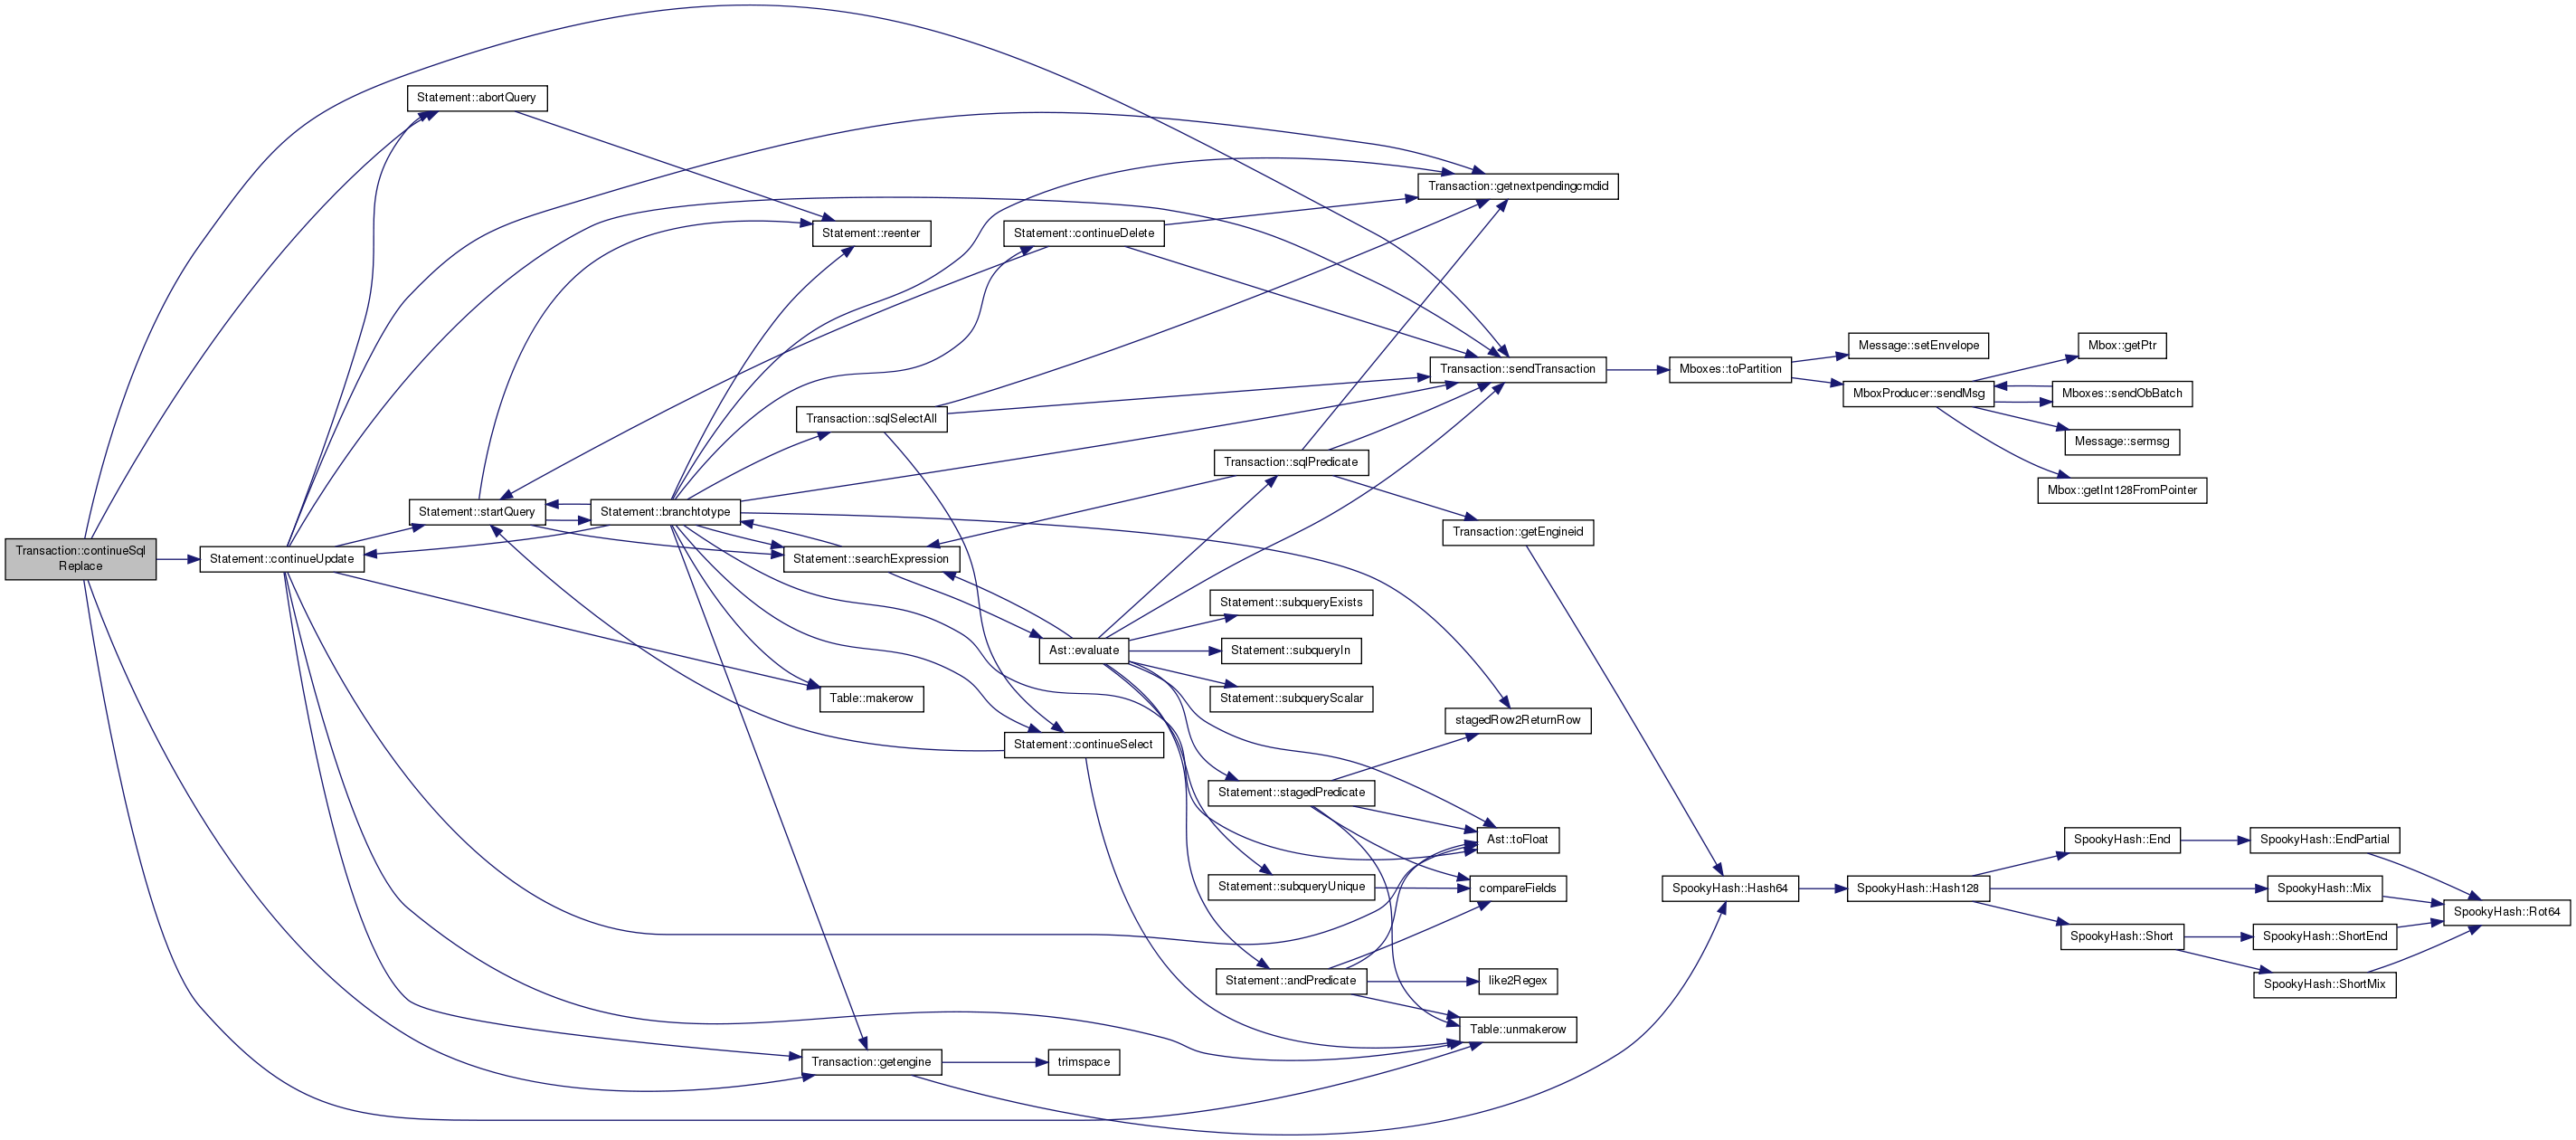 Transaction::continueSql
Replace
Statement::continueUpdate
Statement::abortQuery
Statement::startQuery
Statement::branchtotype
Statement::reenter
Transaction::sqlSelectAll
Statement::searchExpression
Table::makerow
Transaction::getengine
Statement::continueDelete
Ast::evaluate
Statement::continueSelect
trimspace
Transaction::sqlPredicate
Statement::subqueryExists
Statement::subqueryIn
Statement::subqueryScalar
Statement::stagedPredicate
Statement::subqueryUnique
Statement::andPredicate
Transaction::getnextpendingcmdid
Transaction::sendTransaction
Transaction::getEngineid
stagedRow2ReturnRow
Ast::toFloat
compareFields
like2Regex
Table::unmakerow
Mboxes::toPartition
SpookyHash::Hash64
Message::setEnvelope
MboxProducer::sendMsg
SpookyHash::Hash128
Mbox::getPtr
Mboxes::sendObBatch
Message::sermsg
Mbox::getInt128FromPointer
SpookyHash::End
SpookyHash::Short
SpookyHash::EndPartial
SpookyHash::Mix
SpookyHash::ShortEnd
SpookyHash::ShortMix
SpookyHash::Rot64